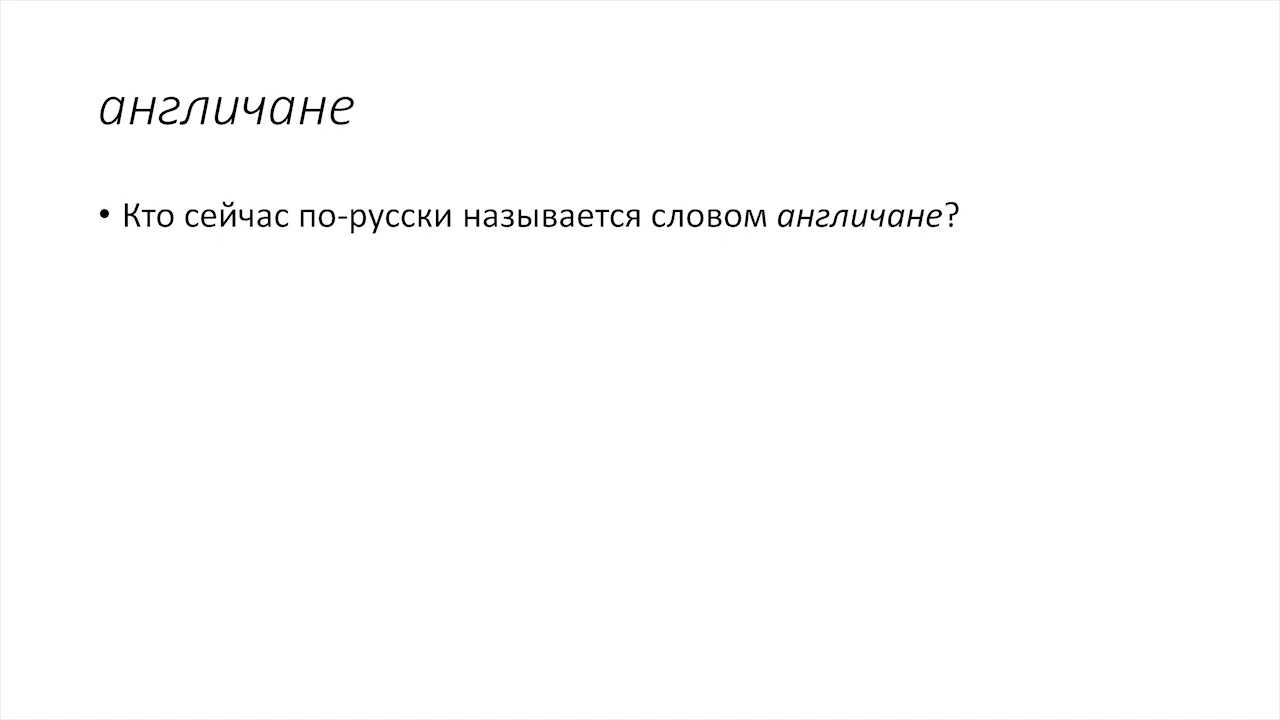 англичане
• Кто сейчас по-русски называется словом англичане?